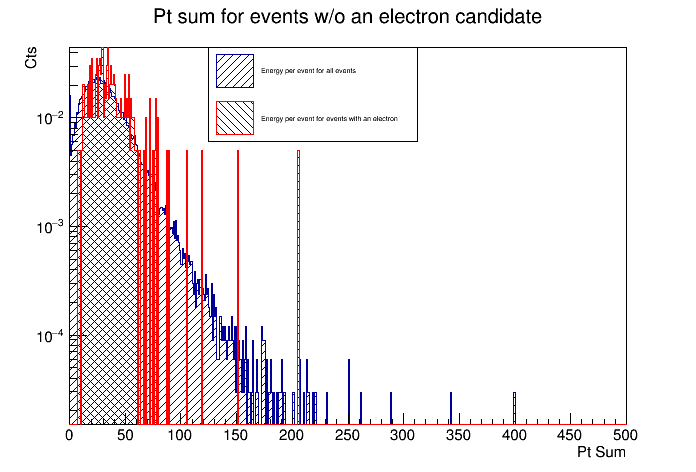 Pt sum for events w/o an electron candidate
Cts
Energy per event for all events
Energy per event for events with an electron
10⁻²
10⁻³
10⁻⁴
0 50 100 150 200 250 300 350 400 450 500
Pt Sum